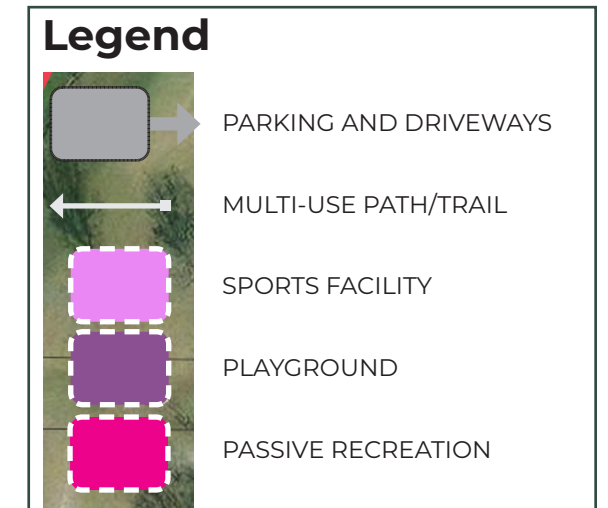 Legend
PARKING AND DRIVEWAYS
MULTI-USE PATH/TRAIL
SPORTS FACILITY
PLAYGROUND
PASSIVE RECREATION